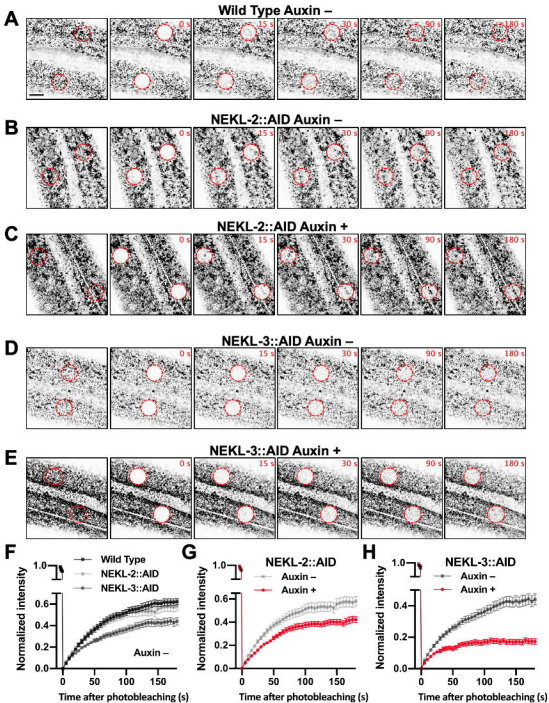 A Wild Type Auxin –
0 s 15 s 30 s 90 s 180 s
B NEKL-2::AID Auxin –
0 s 15 s 30 s 90 s 180 s
C NEKL-2::AID Auxin +
0 s 15 s 30 s 90 s 180 s
D NEKL-3::AID Auxin –
0 s 15 s 30 s 90 s 180 s
E NEKL-3::AID Auxin +
0 s 15 s 30 s 90 s 180 s
F
Wild Type
NEKL-2::AID
NEKL-3::AID
Auxin –
Normalized intensity
1.0
0.6
0.4
0.2
0.0
0 50 100 150
Time after photobleaching (s)
G NEKL-2::AID
Auxin –
Auxin +
Normalized intensity
1.0
0.6
0.4
0.2
0.0
0 50 100 150
Time after photobleaching (s)
H NEKL-3::AID
Auxin –
Auxin +
Normalized intensity
1.0
0.4
0.2
0.0
0 50 100 150
Time after photobleaching (s)